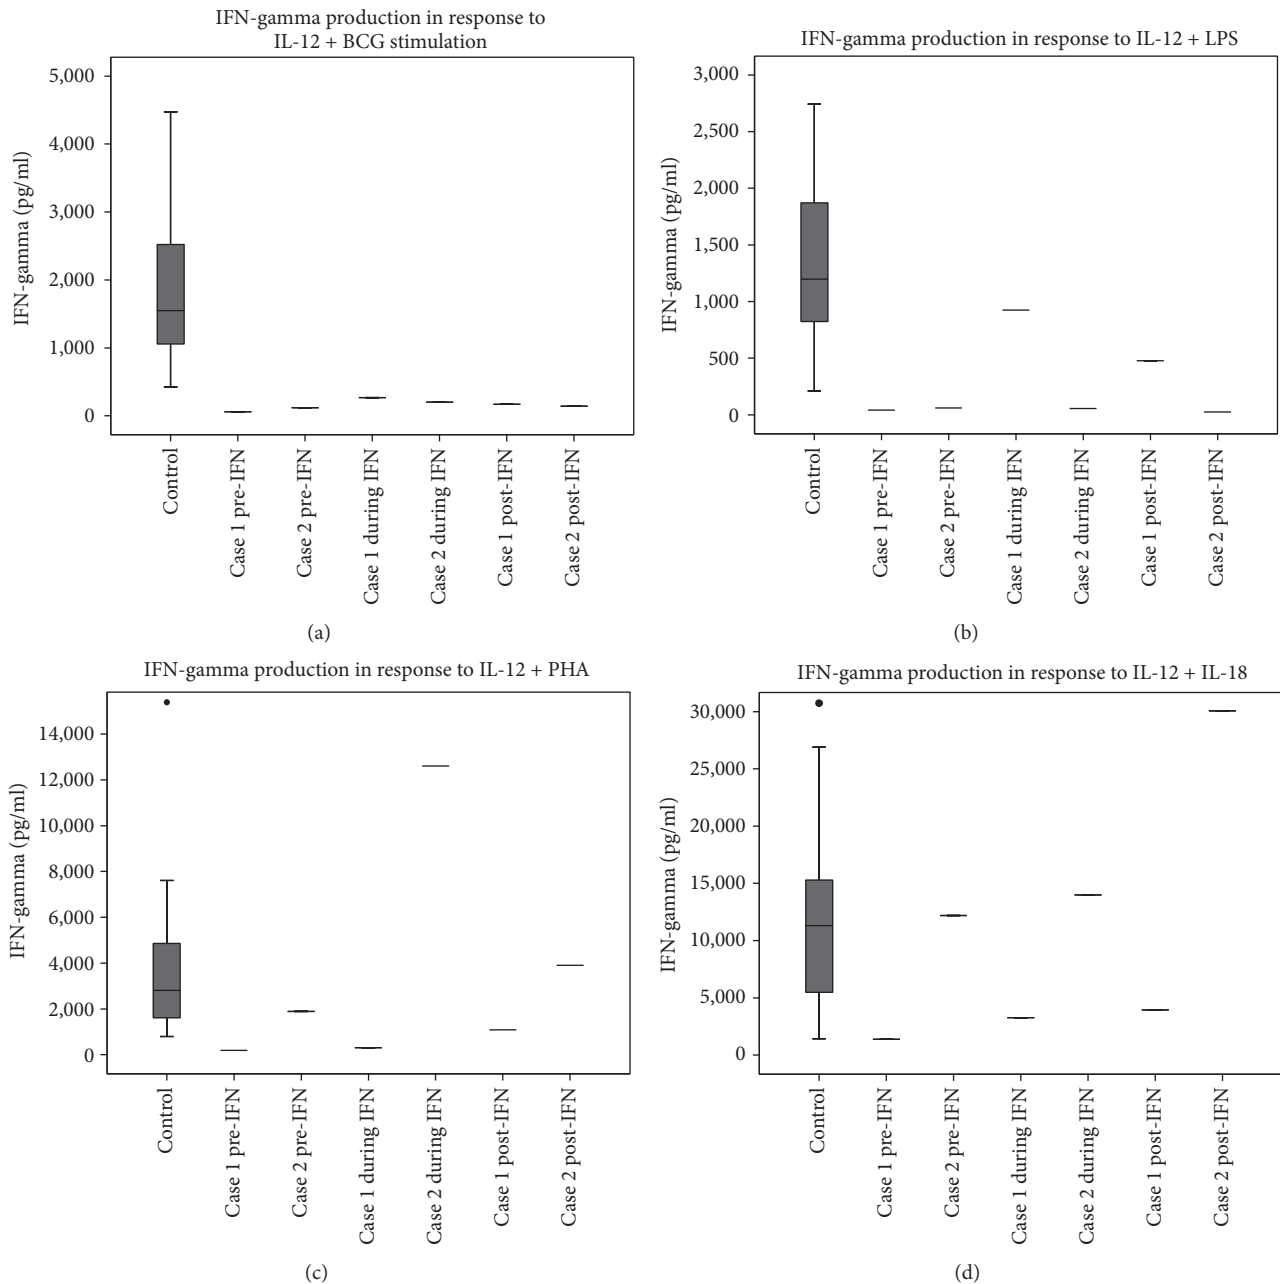 IFN-gamma production in response to
IL-12 + BCG stimulation
5,000
4,000
3,000
2,000
1,000
0
IFN-gamma (pg/ml)
Control
Case 1 pre-IFN
Case 2 pre-IFN
Case 1 during IFN
Case 2 during IFN
Case 1 post-IFN
Case 2 post-IFN
(a)
IFN-gamma production in response to IL-12 + LPS
3,000
2,500
2,000
1,500
1,000
500
0
IFN-gamma (pg/ml)
Control
Case 1 pre-IFN
Case 2 pre-IFN
Case 1 during IFN
Case 2 during IFN
Case 1 post-IFN
Case 2 post-IFN
(b)
IFN-gamma production in response to IL-12 + PHA
14,000
12,000
10,000
8,000
6,000
4,000
2,000
0
IFN-gamma (pg/ml)
Control
Case 1 pre-IFN
Case 2 pre-IFN
Case 1 during IFN
Case 2 during IFN
Case 1 post-IFN
Case 2 post-IFN
(c)
IFN-gamma production in response to IL-12 + IL-18
30,000
25,000
20,000
15,000
10,000
5,000
0
IFN-gamma (pg/ml)
Control
Case 1 pre-IFN
Case 2 pre-IFN
Case 1 during IFN
Case 2 during IFN
Case 1 post-IFN
Case 2 post-IFN
(d)